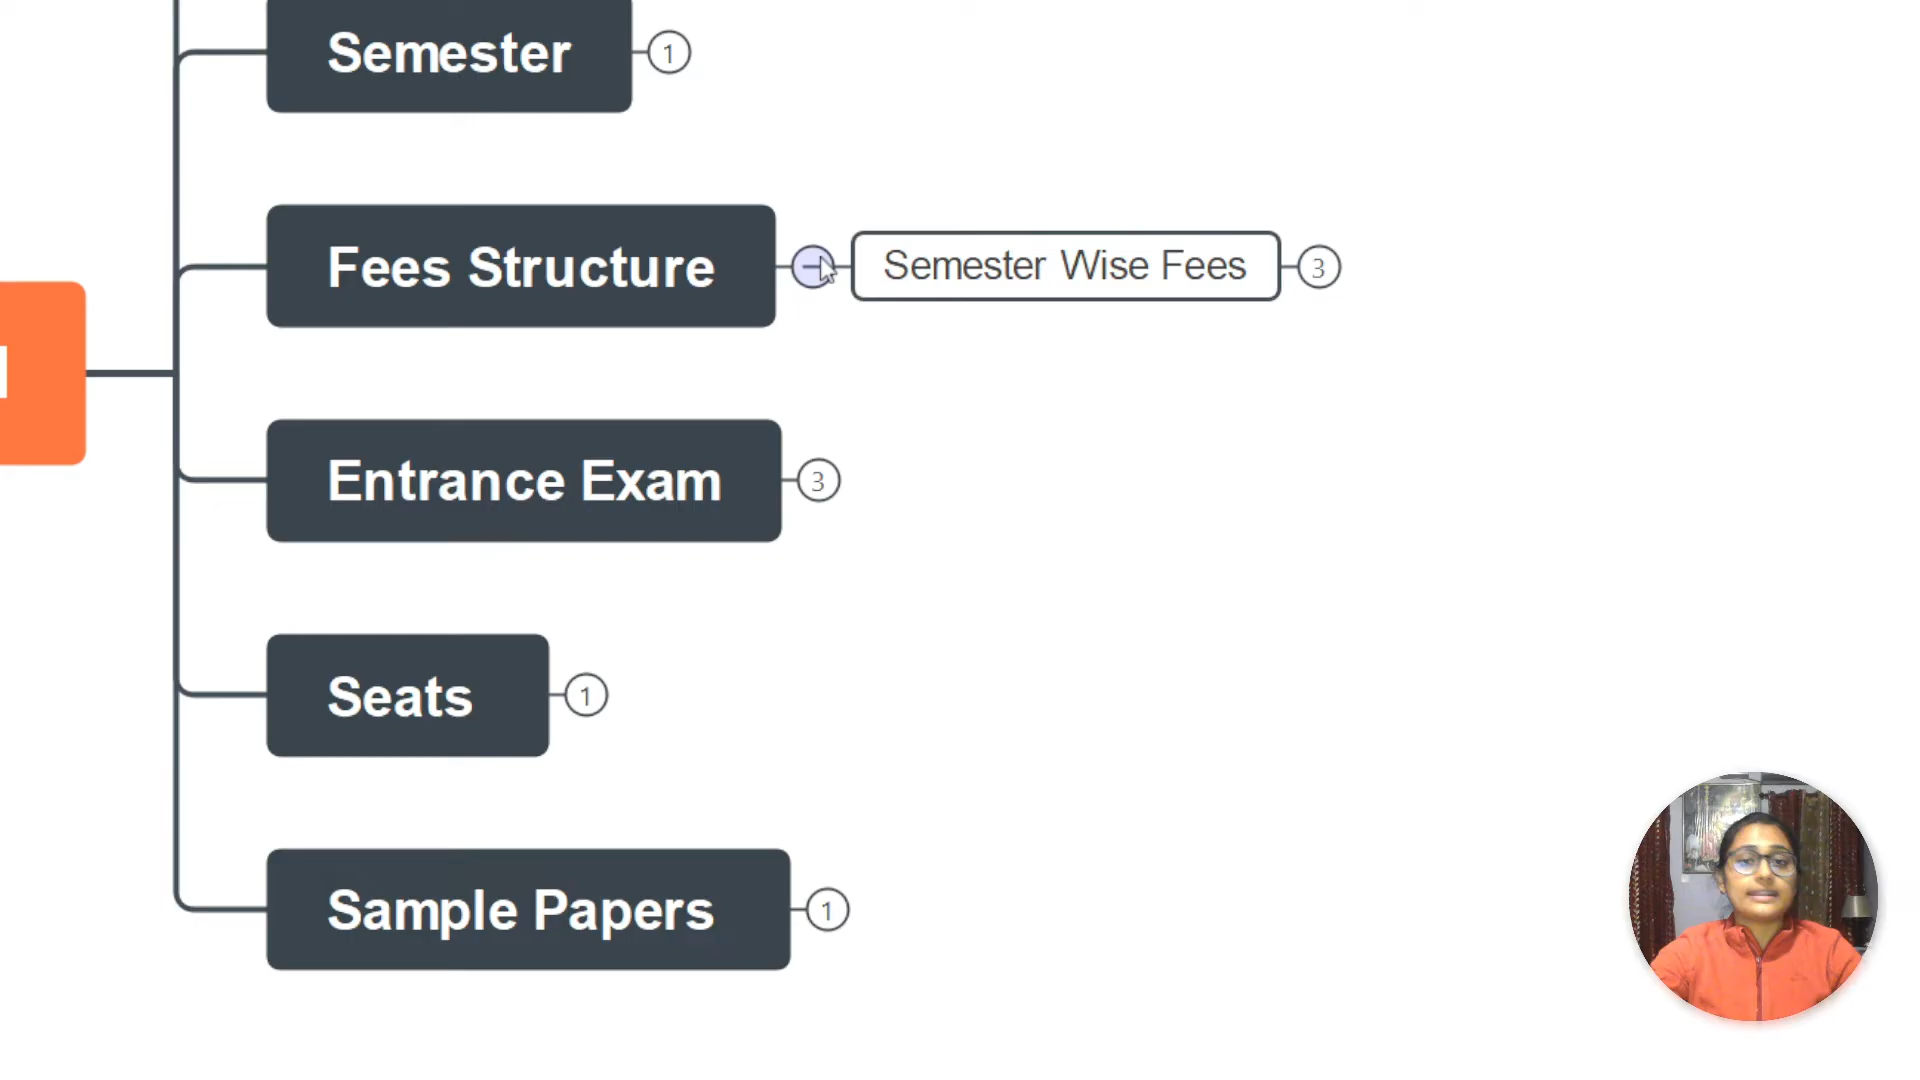 Semester 1
Fees Structure Semester Wise Fees 3
Entrance Exam 3
Seats 1
Sample Papers 1